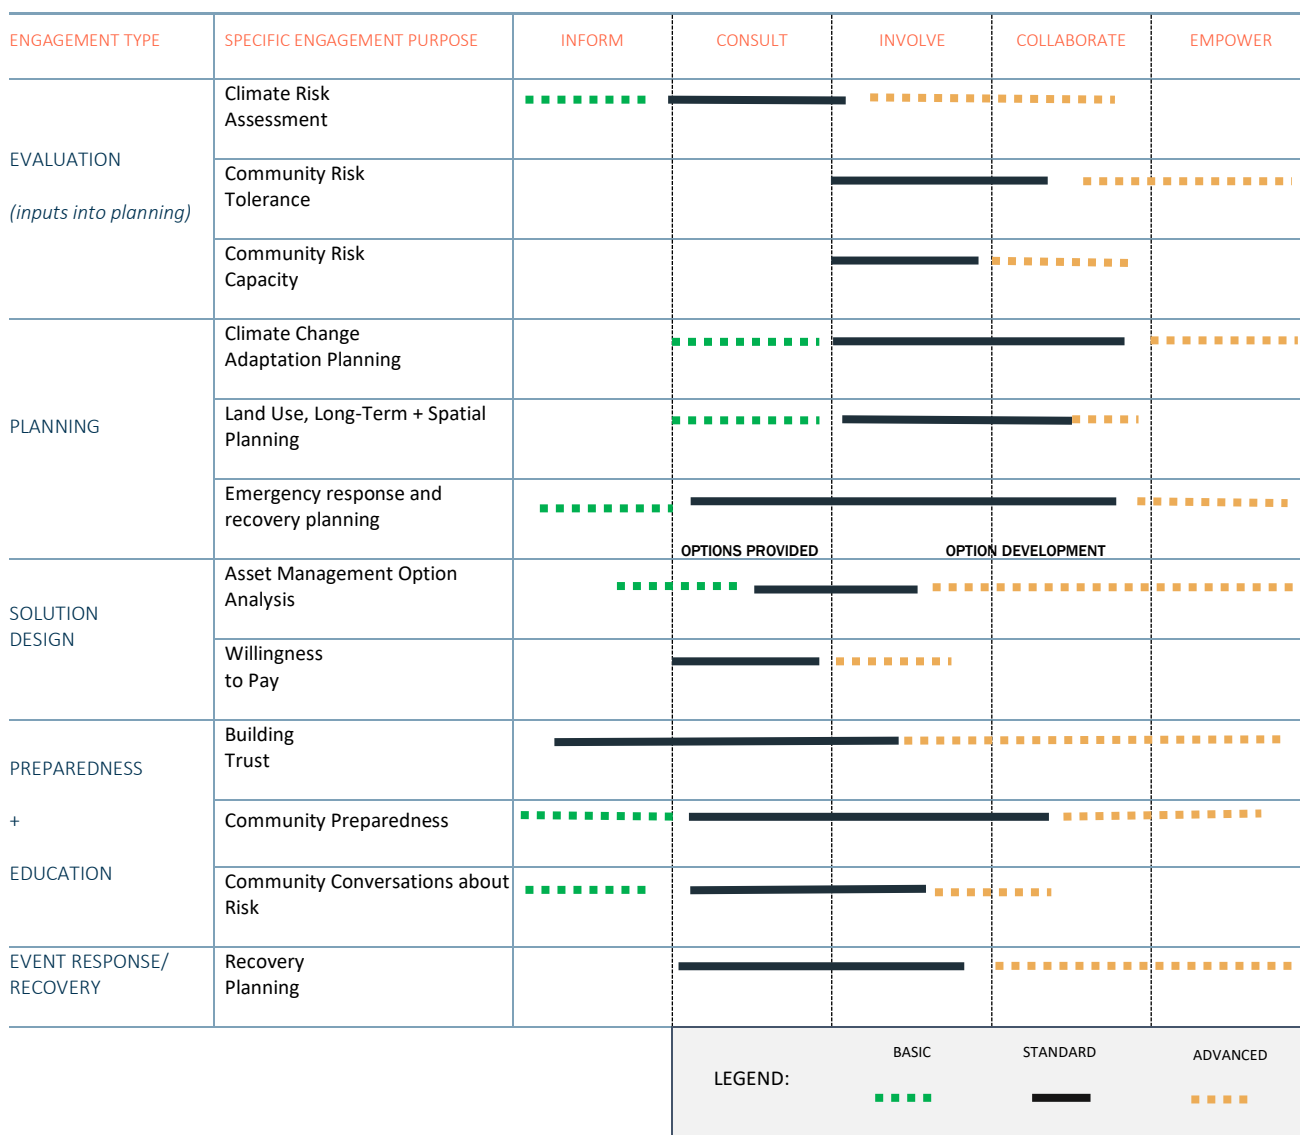 ENGAGEMENT TYPE
SPECIFIC ENGAGEMENT PURPOSE
INFORM
CONSULT
INVOLVE
COLLABORATE
EMPOWER
EVALUATION
(inputs into planning)
Climate Risk
Assessment
Community Risk
Tolerance
Community Risk
Capacity
PLANNING
Climate Change
Adaptation Planning
Land Use, Long-Term + Spatial
Planning
Emergency response and
recovery planning
OPTIONS PROVIDED
OPTION DEVELOPMENT
SOLUTION
DESIGN
Asset Management Option
Analysis
Willingness
to Pay
PREPAREDNESS
+
EDUCATION
Building
Trust
Community Preparedness
Community Conversations about
Risk
EVENT RESPONSE/
RECOVERY
Recovery
Planning
LEGEND:
BASIC
STANDARD
ADVANCED